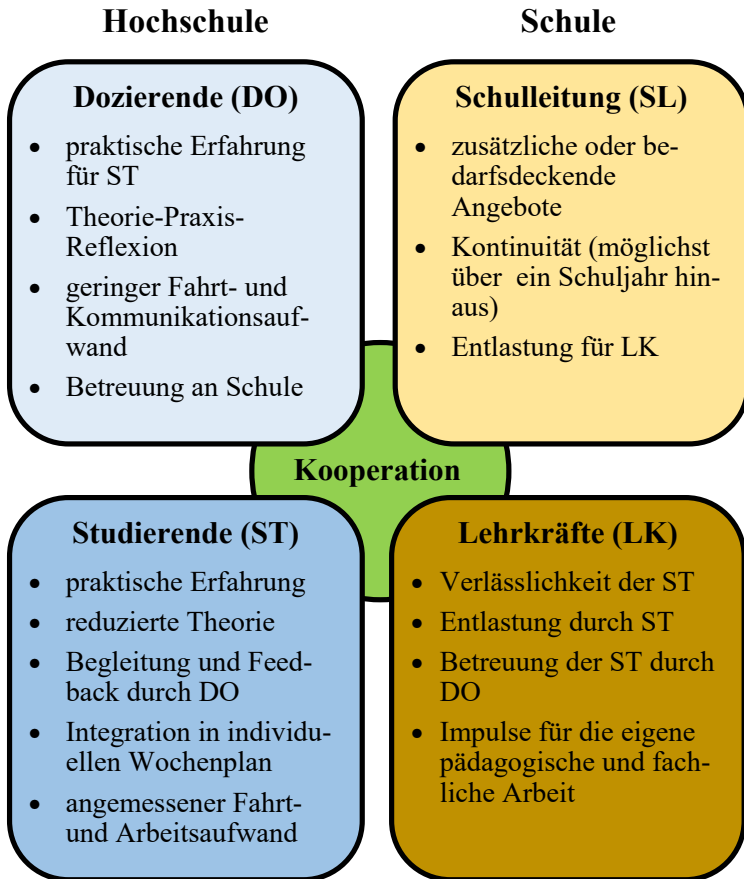 Hochschule
Dozierende (DO)
• praktische Erfahrung
für ST
• Theorie-Praxis-
Reflexion
• geringer Fahrt- und
Kommunikationsauf-
wand
• Betreuung an Schule
Schule
Schulleitung (SL)
• zusätzliche oder be-
darfsdeckende
Angebote
• Kontinuität (möglichst
über ein Schuljahr hin-
aus)
• Entlastung für LK
Kooperation
Studierende (ST)
• praktische Erfahrung
• reduzierte Theorie
• Begleitung und Feed-
back durch DO
• Integration in individu-
ellen Wochenplan
• angemessener Fahrt-
und Arbeitsaufwand
Lehrkräfte (LK)
• Verlässlichkeit der ST
• Entlastung durch ST
• Betreuung der ST durch
DO
• Impulse für die eigene
pädagogische und fach-
liche Arbeit